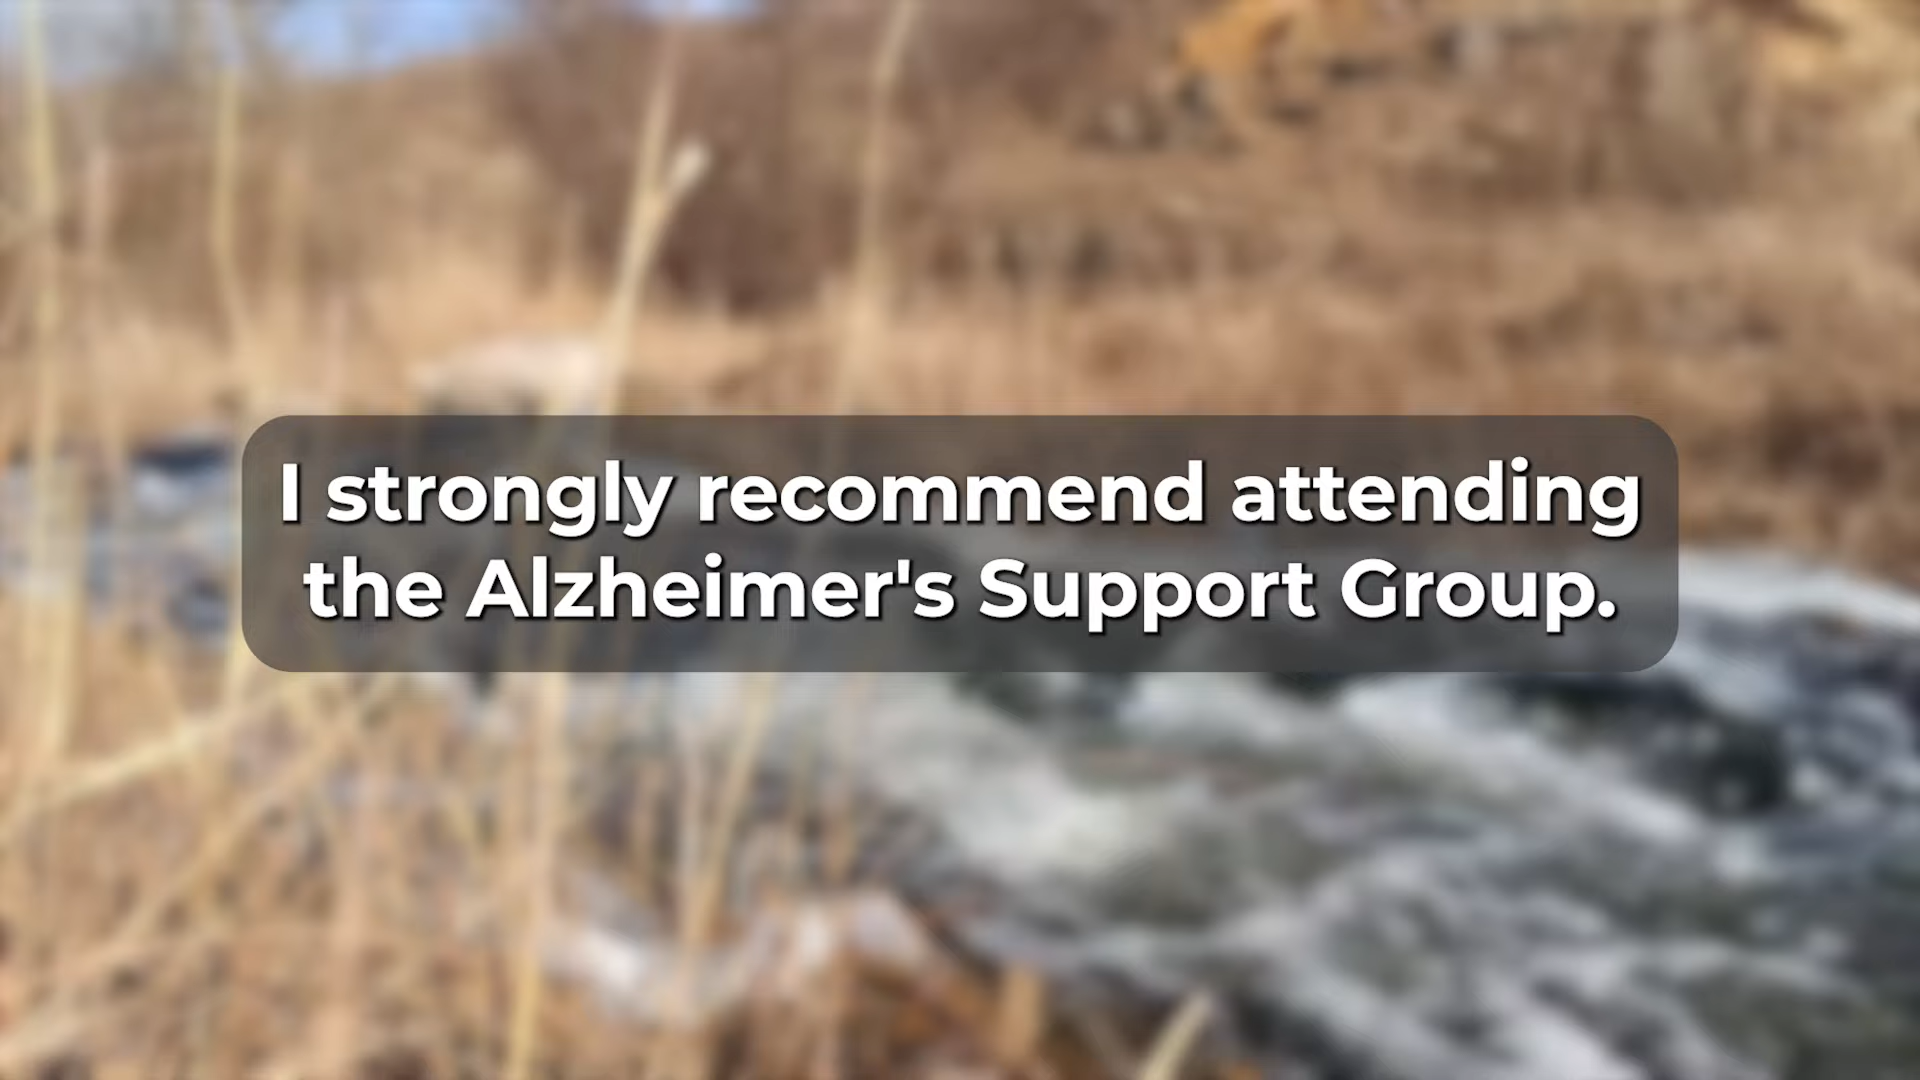 I strongly recommend attending
the Alzheimer's Support Group.